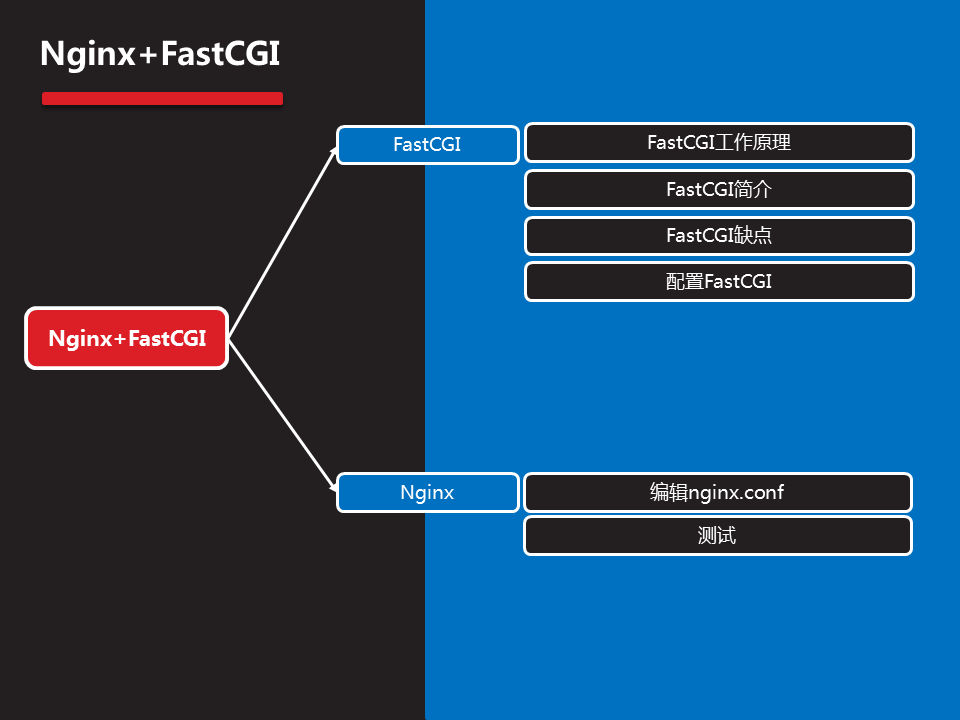 Nginx+FastCGI
FastCGI
FastCGI工作原理
FastCGI简介
FastCGI缺点
配置FastCGI
Nginx+FastCGI
Nginx
编辑nginx.conf
测试